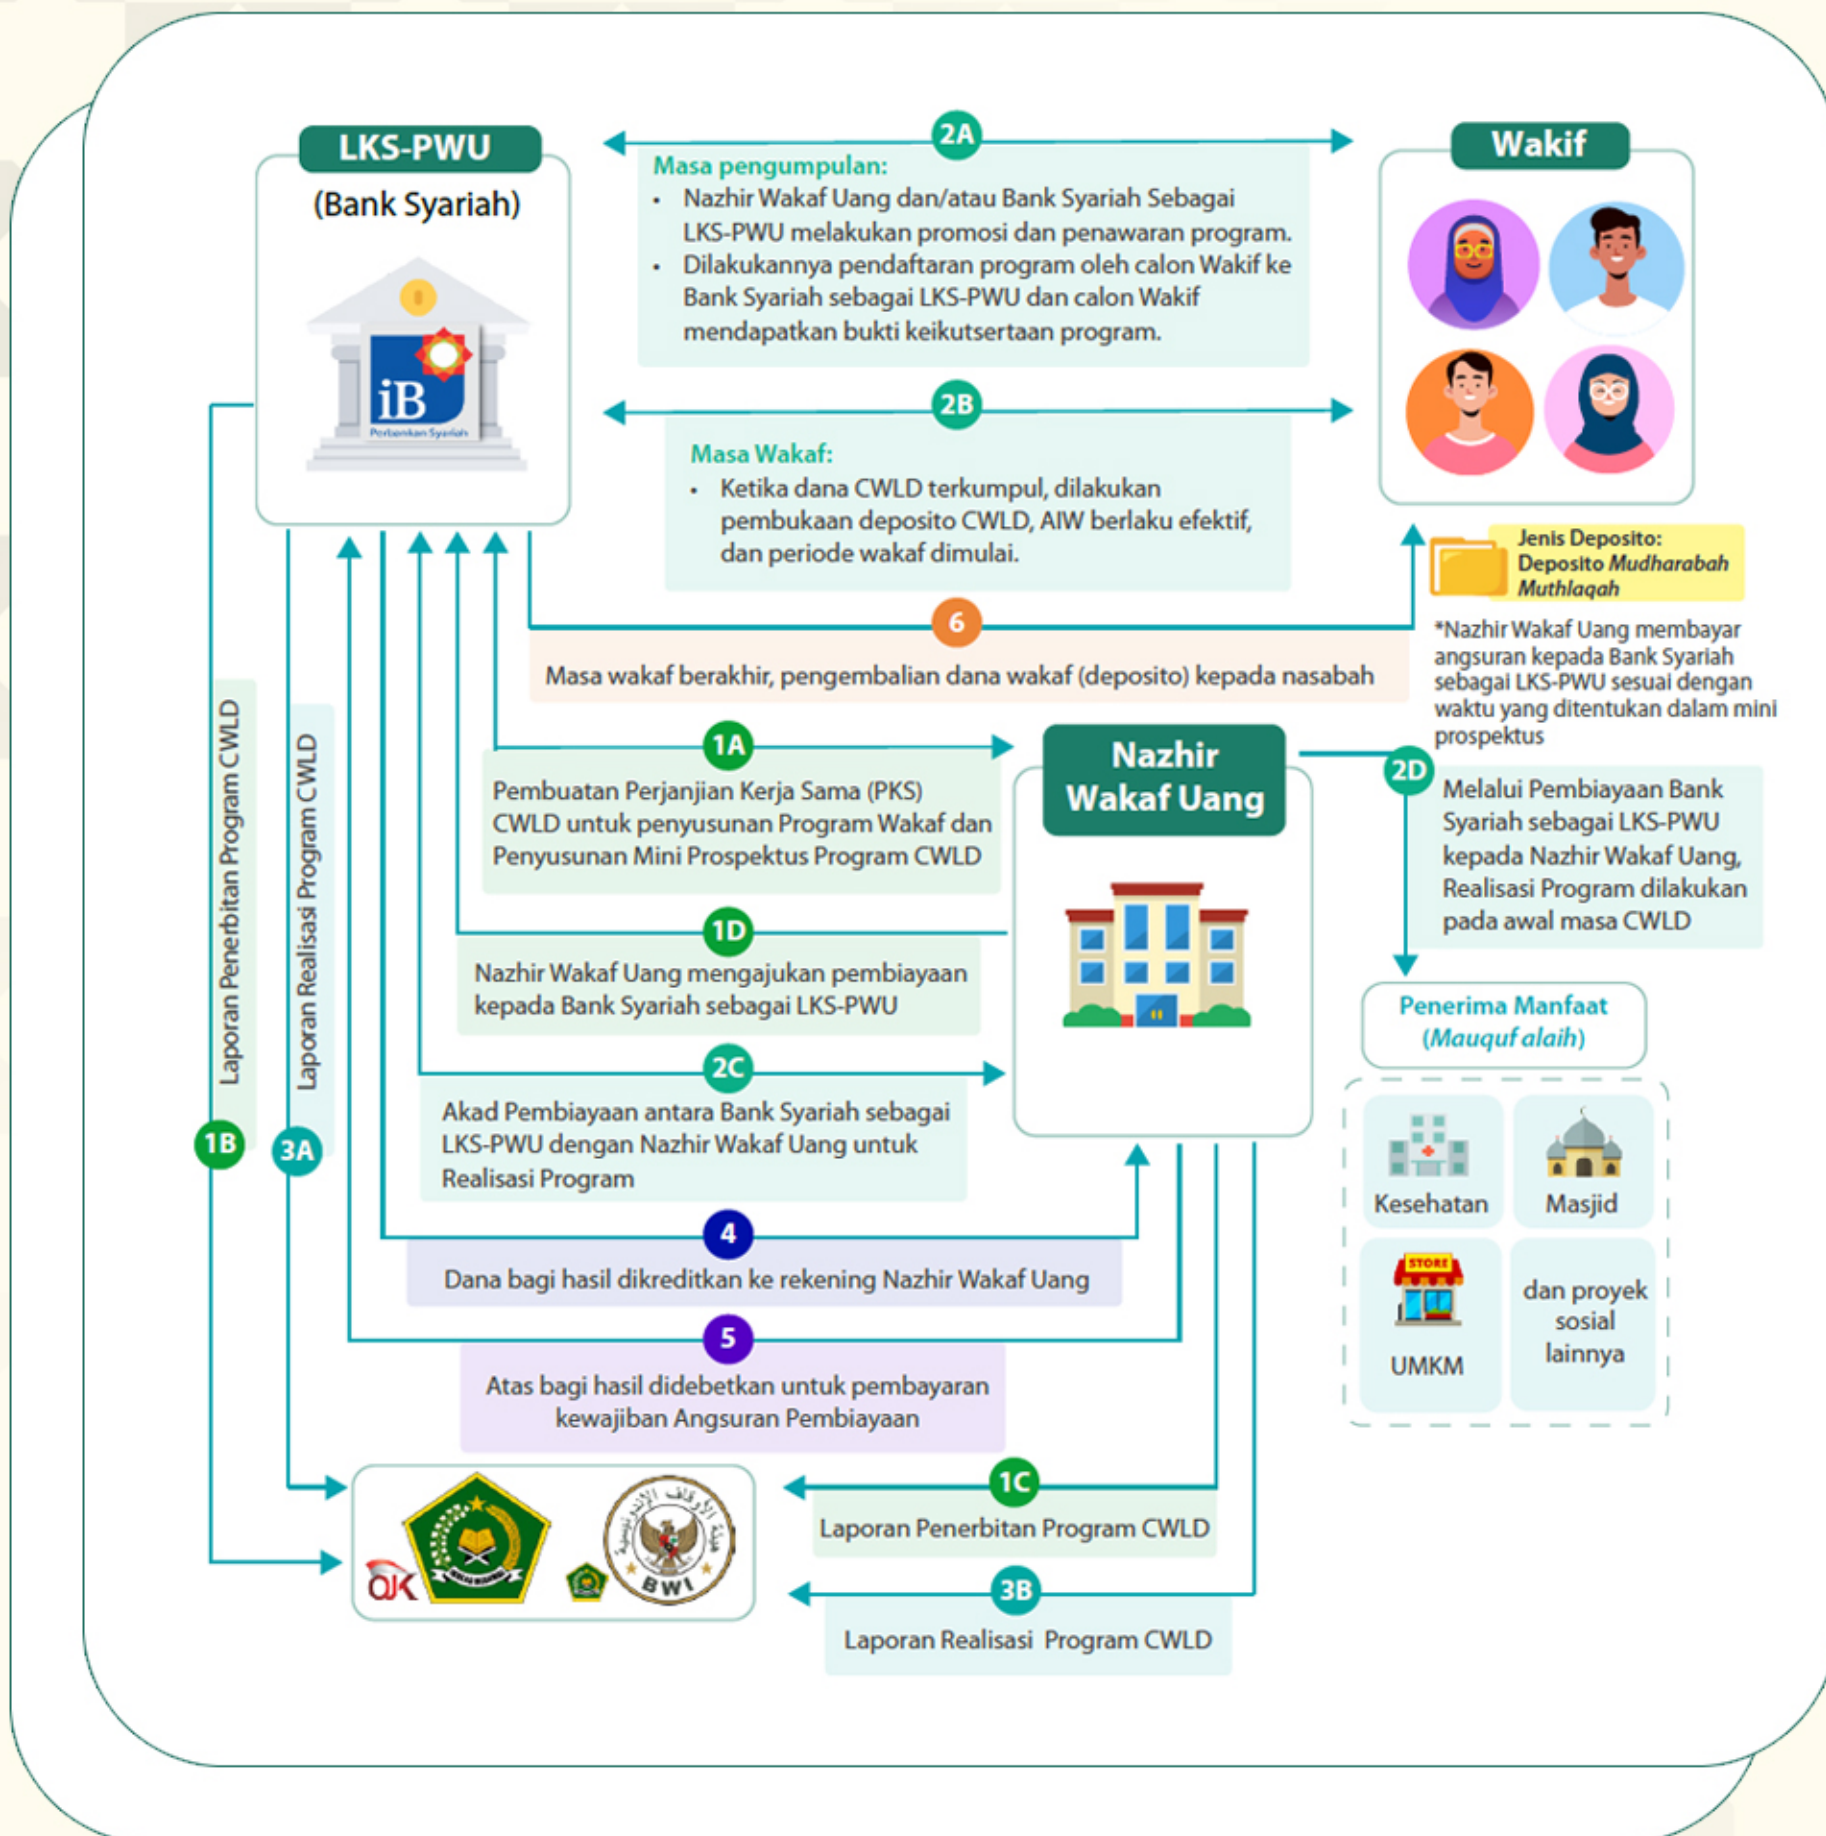 LKS-PWU
(Bank Syariah)
iB
Perbankan Syariah
2A
Masa pengumpulan:
• Nazhir Wakaf Uang dan/atau Bank Syariah Sebagai
LKS-PWU melakukan promosi dan penawaran program.
• Dilakukannya pendaftaran program oleh calon Wakif ke
Bank Syariah sebagai LKS-PWU dan calon Wakif
mendapatkan bukti keikutsertaan program.
Wakif
2B
Masa Wakaf:
• Ketika dana CWLD terkumpul, dilakukan
pembukaan deposito CWLD, AIW berlaku efektif,
dan periode wakaf dimulai.
Jenis Deposito:
Deposito Mudharabah
Muthlaqah
*Nazhir Wakaf Uang membayar
angsuran kepada Bank Syariah
sebagai LKS-PWU sesuai dengan
waktu yang ditentukan dalam mini
prospektus
6
Masa wakaf berakhir, pengembalian dana wakaf (deposito) kepada nasabah
Laporan Penerbitan Program CWLD
1B
Laporan Realisasi Program CWLD
3A
1A
Pembuatan Perjanjian Kerja Sama (PKS)
CWLD untuk penyusunan Program Wakaf dan
Penyusunan Mini Prospektus Program CWLD
Nazhir
Wakaf Uang
2D
Melalui Pembiayaan Bank
Syariah sebagai LKS-PWU
kepada Nazhir Wakaf Uang,
Realisasi Program dilakukan
pada awal masa CWLD
1D
Nazhir Wakaf Uang mengajukan pembiayaan
kepada Bank Syariah sebagai LKS-PWU
2C
Akad Pembiayaan antara Bank Syariah sebagai
LKS-PWU dengan Nazhir Wakaf Uang untuk
Realisasi Program
Penerima Manfaat
(Mauquf alaih)
Kesehatan
Masjid
STORE
UMKM
dan proyek
sosial
lainnya
4
Dana bagi hasil dikreditkan ke rekening Nazhir Wakaf Uang
5
Atas bagi hasil didebetkan untuk pembayaran
kewajiban Angsuran Pembiayaan
OJK
BWI
1C
Laporan Penerbitan Program CWLD
3B
Laporan Realisasi Program CWLD